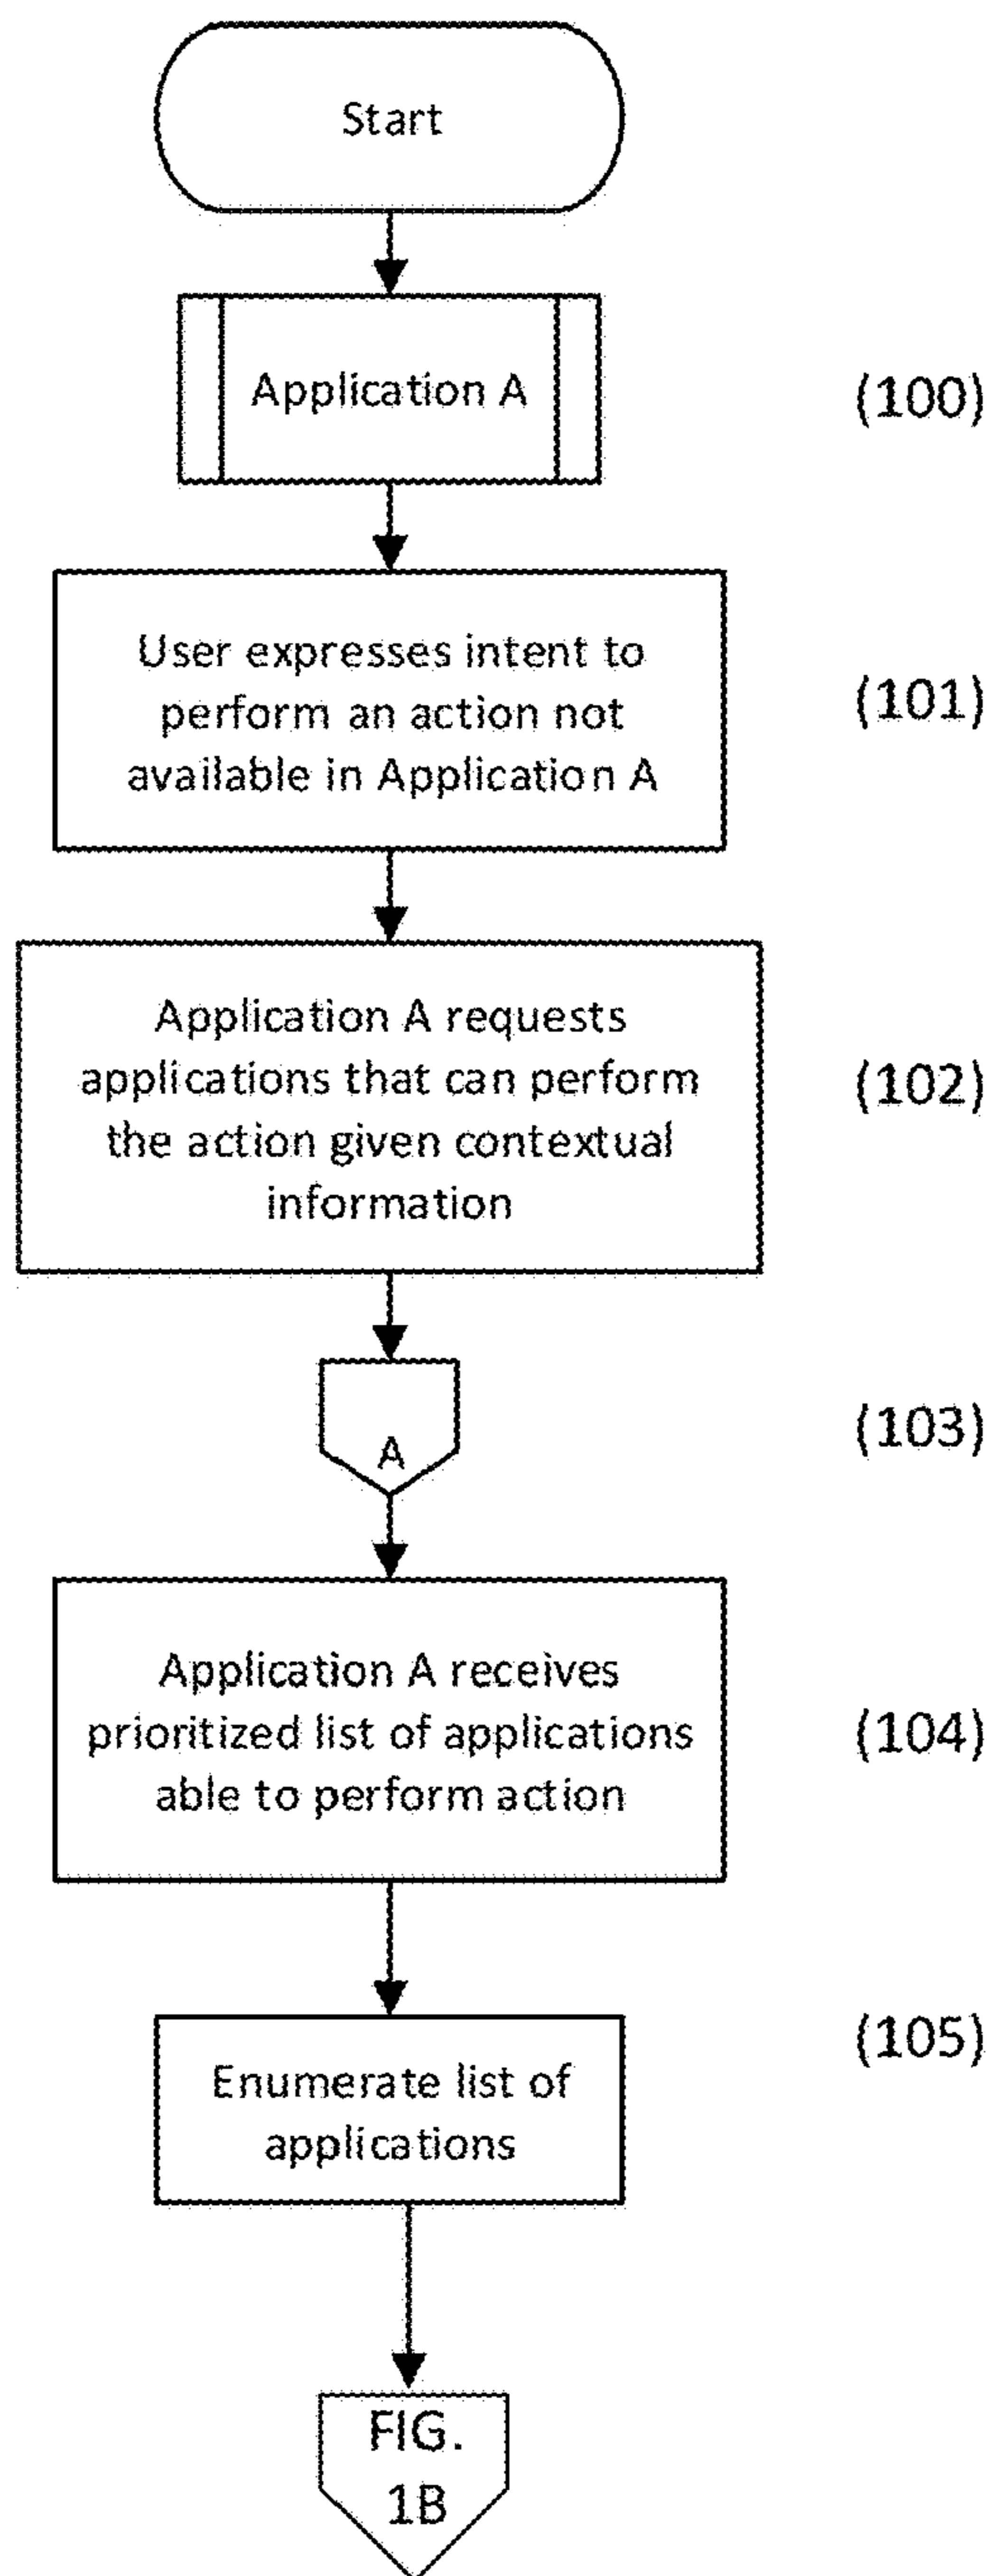 Start
Application A
(100)
User expresses intent to
perform an action not
available in Application A
(101)
Application A requests
applications that can perform
the action given contextual
information
(102)
A
(103)
Application A receives
prioritized list of applications
able to perform action
(104)
Enumerate list of
applications
(105)
FIG.
1B